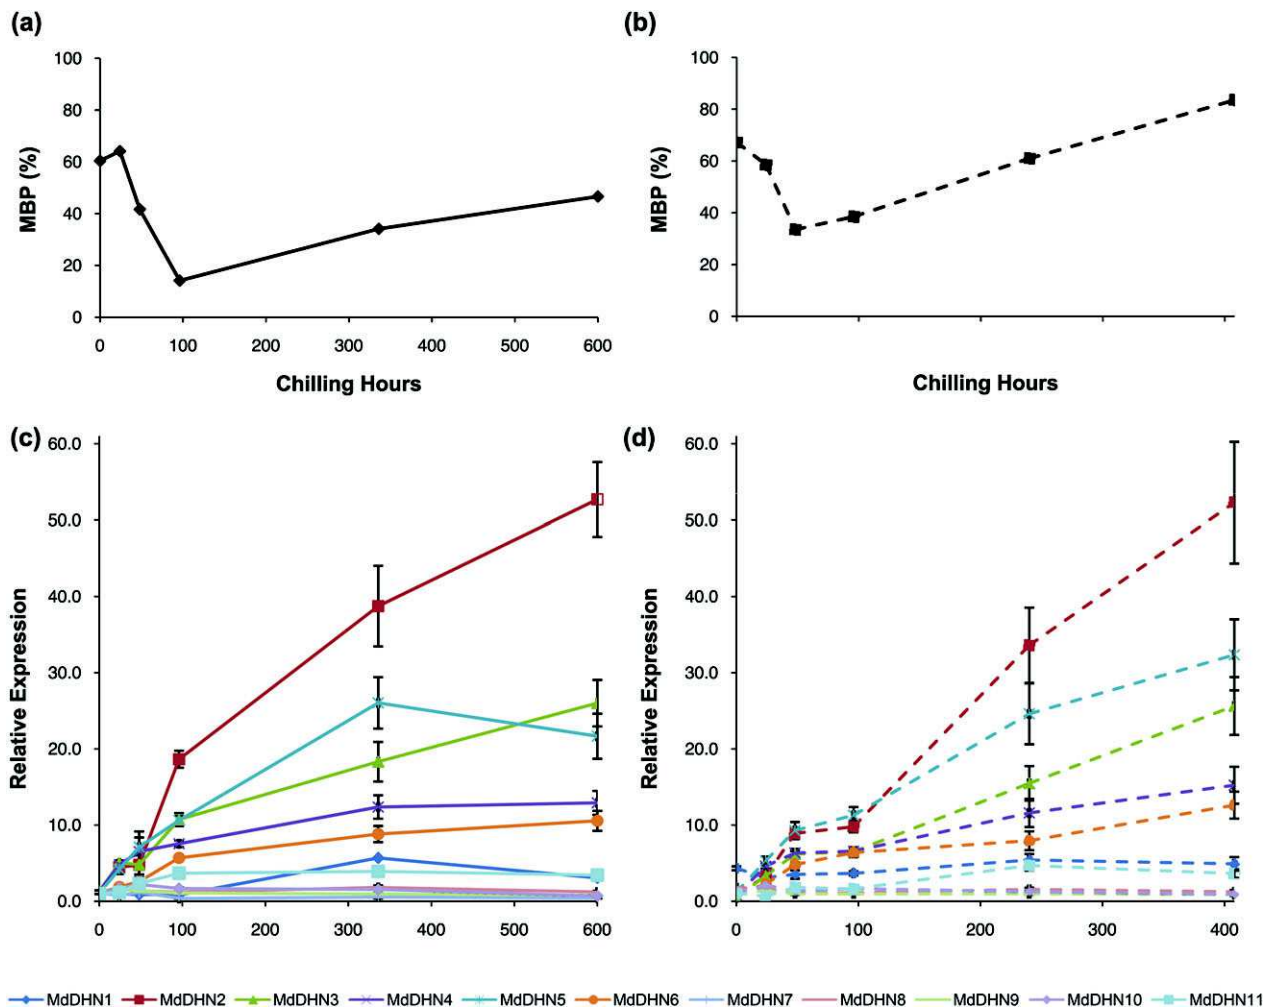 (a)
(b)
100
80
60
40
20
0
MBP (%)
0 100 200 300 400 500 600
Chilling Hours
100
80
60
40
20
0
MBP (%)
Chilling Hours
(c)
60.0
50.0
40.0
30.0
20.0
10.0
0.0
Relative Expression
0 100 200 300 400 500 600
(d)
60.0
50.0
40.0
30.0
20.0
10.0
0.0
Relative Expression
0 100 200 300 400
MdDHN1 MdDHN2 MdDHN3 MdDHN4 MdDHN5 MdDHN6 MdDHN7 MdDHN8 MdDHN9 MdDHN10 MdDHN11